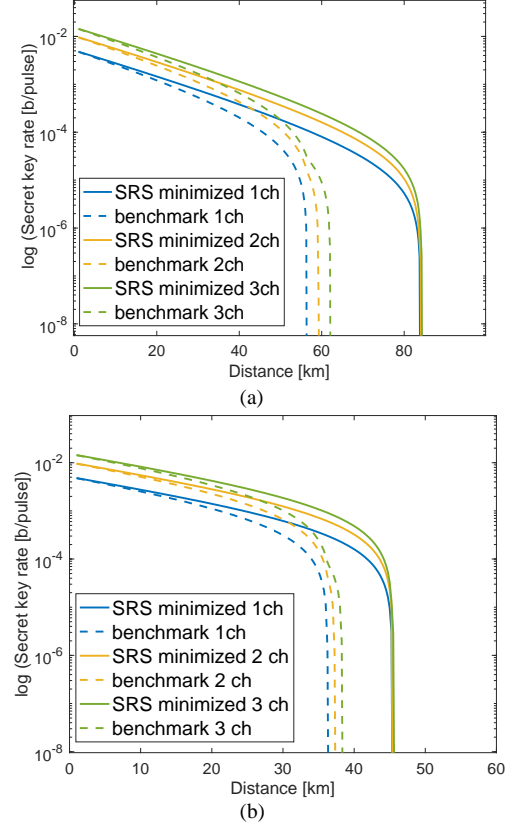 10^-2
10^-4
10^-6
10^-8
log (Secret key rate [b/pulse])
SRS minimized 1ch
benchmark 1ch
SRS minimized 2ch
benchmark 2ch
SRS minimized 3ch
benchmark 3ch
0 20 40 60 80
Distance [km]
(a)
10^-2
10^-4
10^-6
10^-8
log (Secret key rate [b/pulse])
SRS minimized 1ch
benchmark 1ch
SRS minimized 2 ch
benchmark 2 ch
SRS minimized 3 ch
benchmark 3 ch
0 10 20 30 40 50 60
Distance [km]
(b)